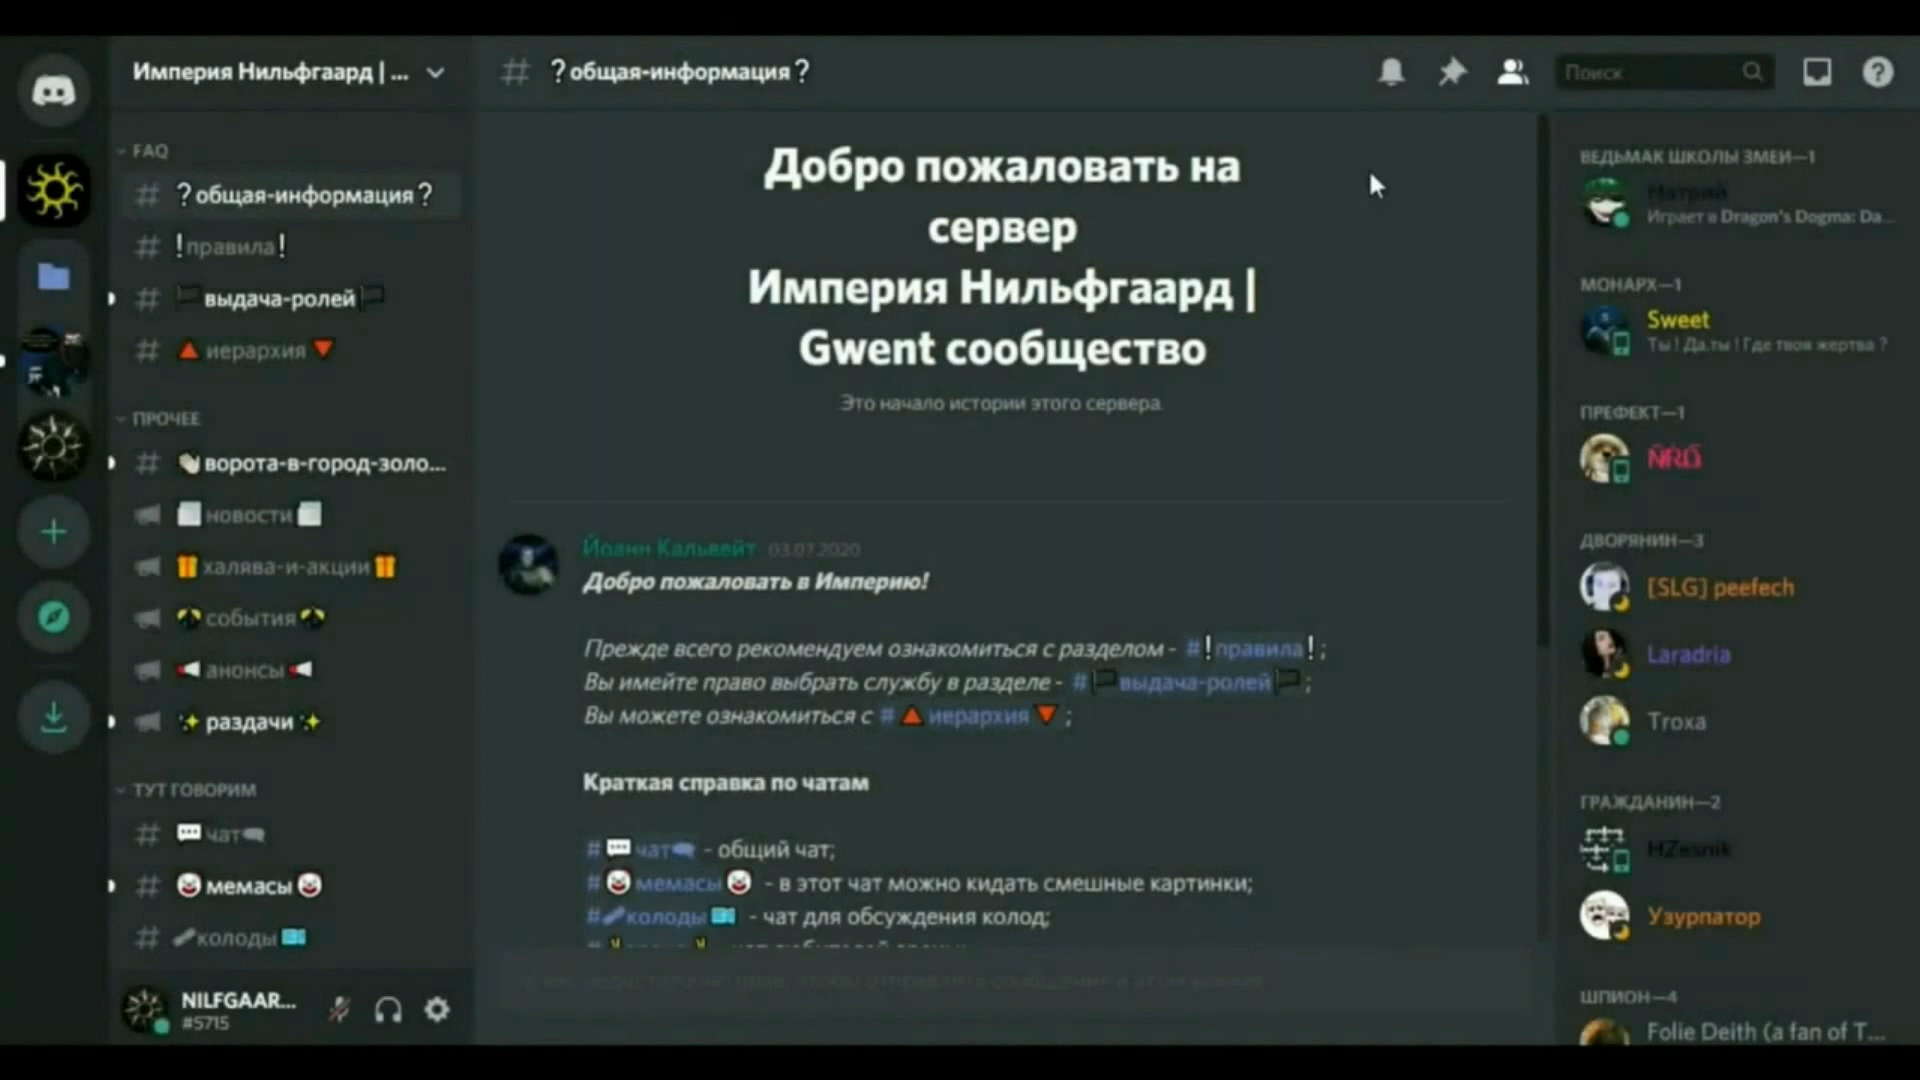 Империя Нильфгаард | ...
FAQ
?общая-информация?
!правила!
выдача-ролей
иерархия
ПРОЧЕЕ
ворота-в-город-золо...
новости
халява-и-акции
события
анонсы
раздачи
ТУТ ГОВОРИМ
чат
мемасы
колоды
NILFGAAR...
#5715
?общая-информация?
Поиск
Добро пожаловать на
сервер
Империя Нильфгаард |
Gwent сообщество
Это начало истории этого сервера.
Йоанн Кальвейт 03.07.2020
Добро пожаловать в Империю!
Прежде всего рекомендуем ознакомиться с разделом - #!правила!;
Вы имейте право выбрать службу в разделе - #выдача-ролей;
Вы можете ознакомиться с #иерархия;
Краткая справка по чатам
#чат - общий чат;
#мемасы - в этот чат можно кидать смешные картинки;
#колоды - чат для обсуждения колод;
ВЕДЬМАК ШКОЛЫ ЗМЕИ—1
Натрий
Играет в Dragon's Dogma: Da...
МОНАРХ—1
Sweet
Ты ! Да,ты ! Где твоя жертва ?
ПРЕФЕКТ—1
ДВОРЯНИН—3
[SLG] peefech
Laradria
Troxa
ГРАЖДАНИН—2
HZesnik
Узурпатор
ШПИОН—4
Folie Deith (a fan of T...